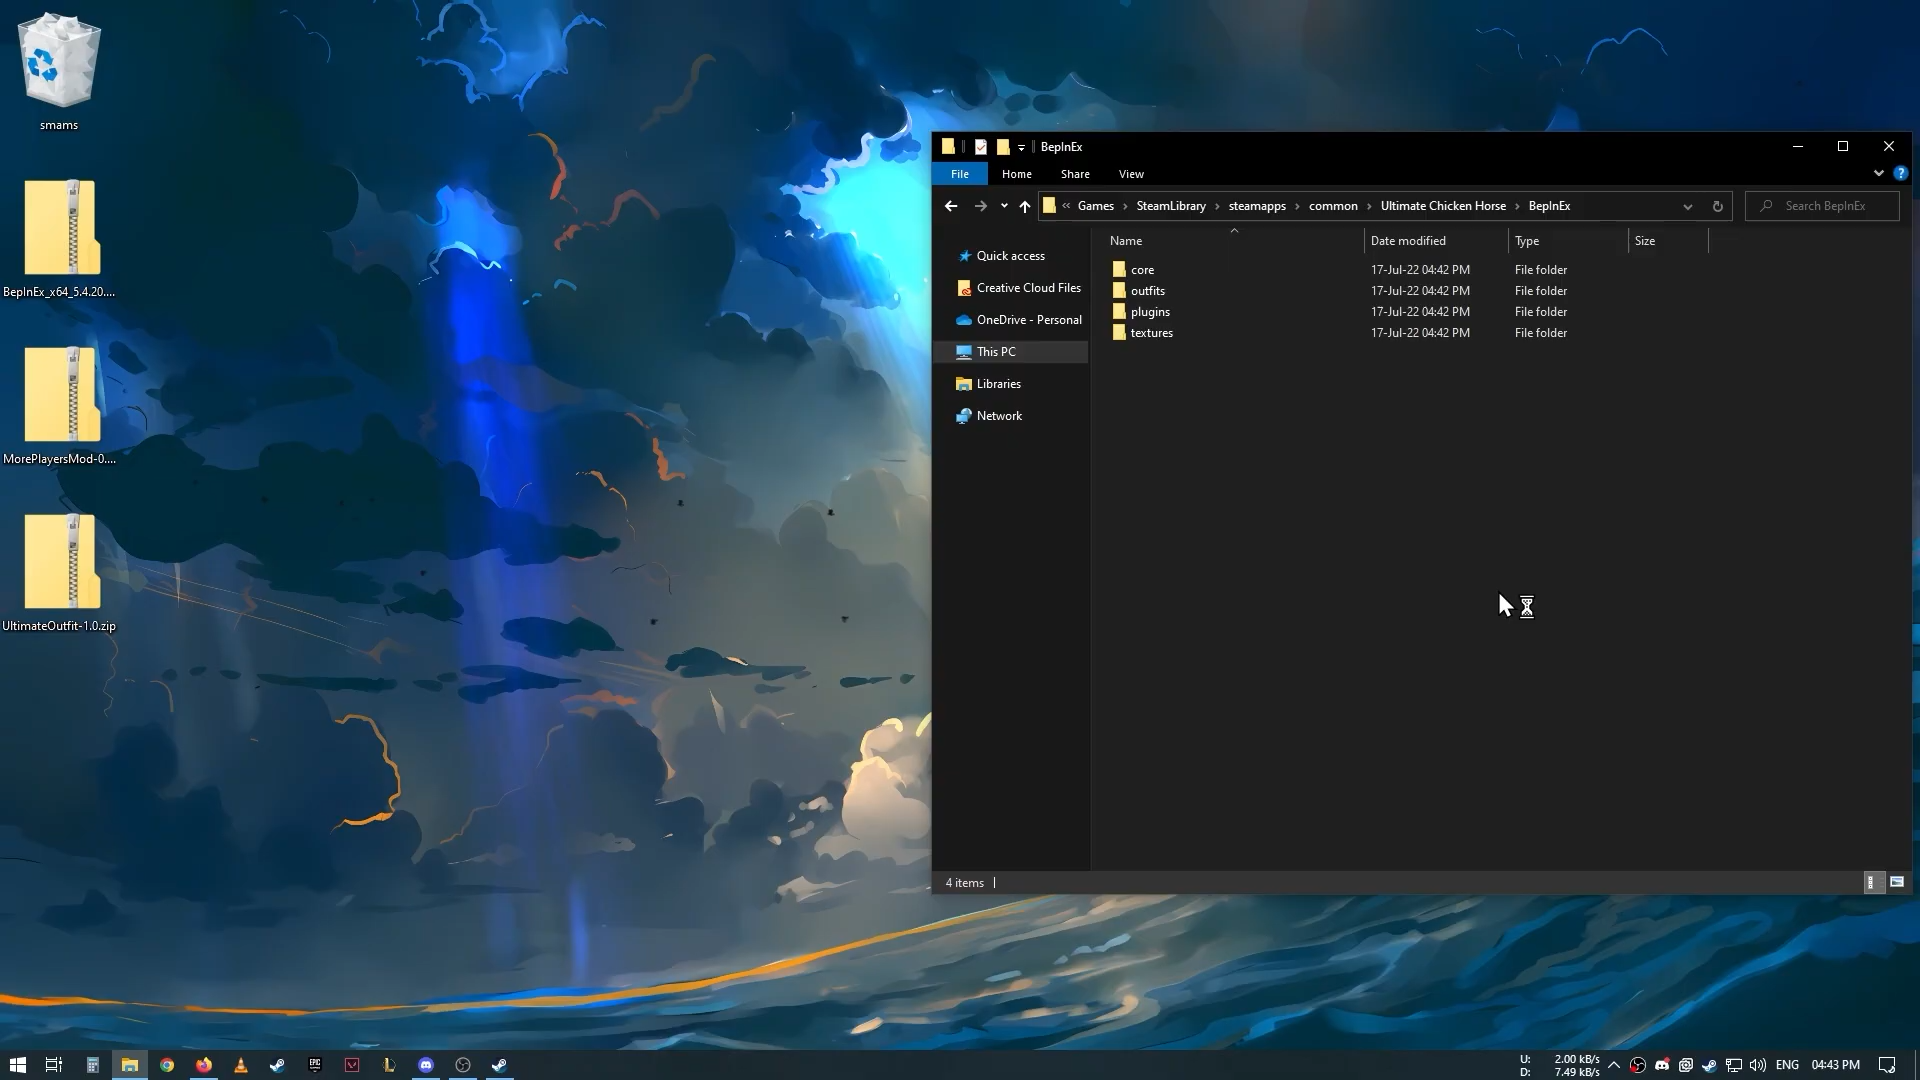 smams
BepInEx_x64_5.4.20....
MorePlayersMod-0....
UltimateOutfit-1.0.zip
BepInEx
File Home Share View
« Games › SteamLibrary › steamapps › common › Ultimate Chicken Horse › BepInEx
Search BepInEx
Name Date modified Type Size
core 17-Jul-22 04:42 PM File folder
outfits 17-Jul-22 04:42 PM File folder
plugins 17-Jul-22 04:42 PM File folder
textures 17-Jul-22 04:42 PM File folder
Quick access
Creative Cloud Files
OneDrive - Personal
This PC
Libraries
Network
4 items
EPIC
U: 2.00 kB/s
D: 7.49 kB/s
ENG 04:43 PM